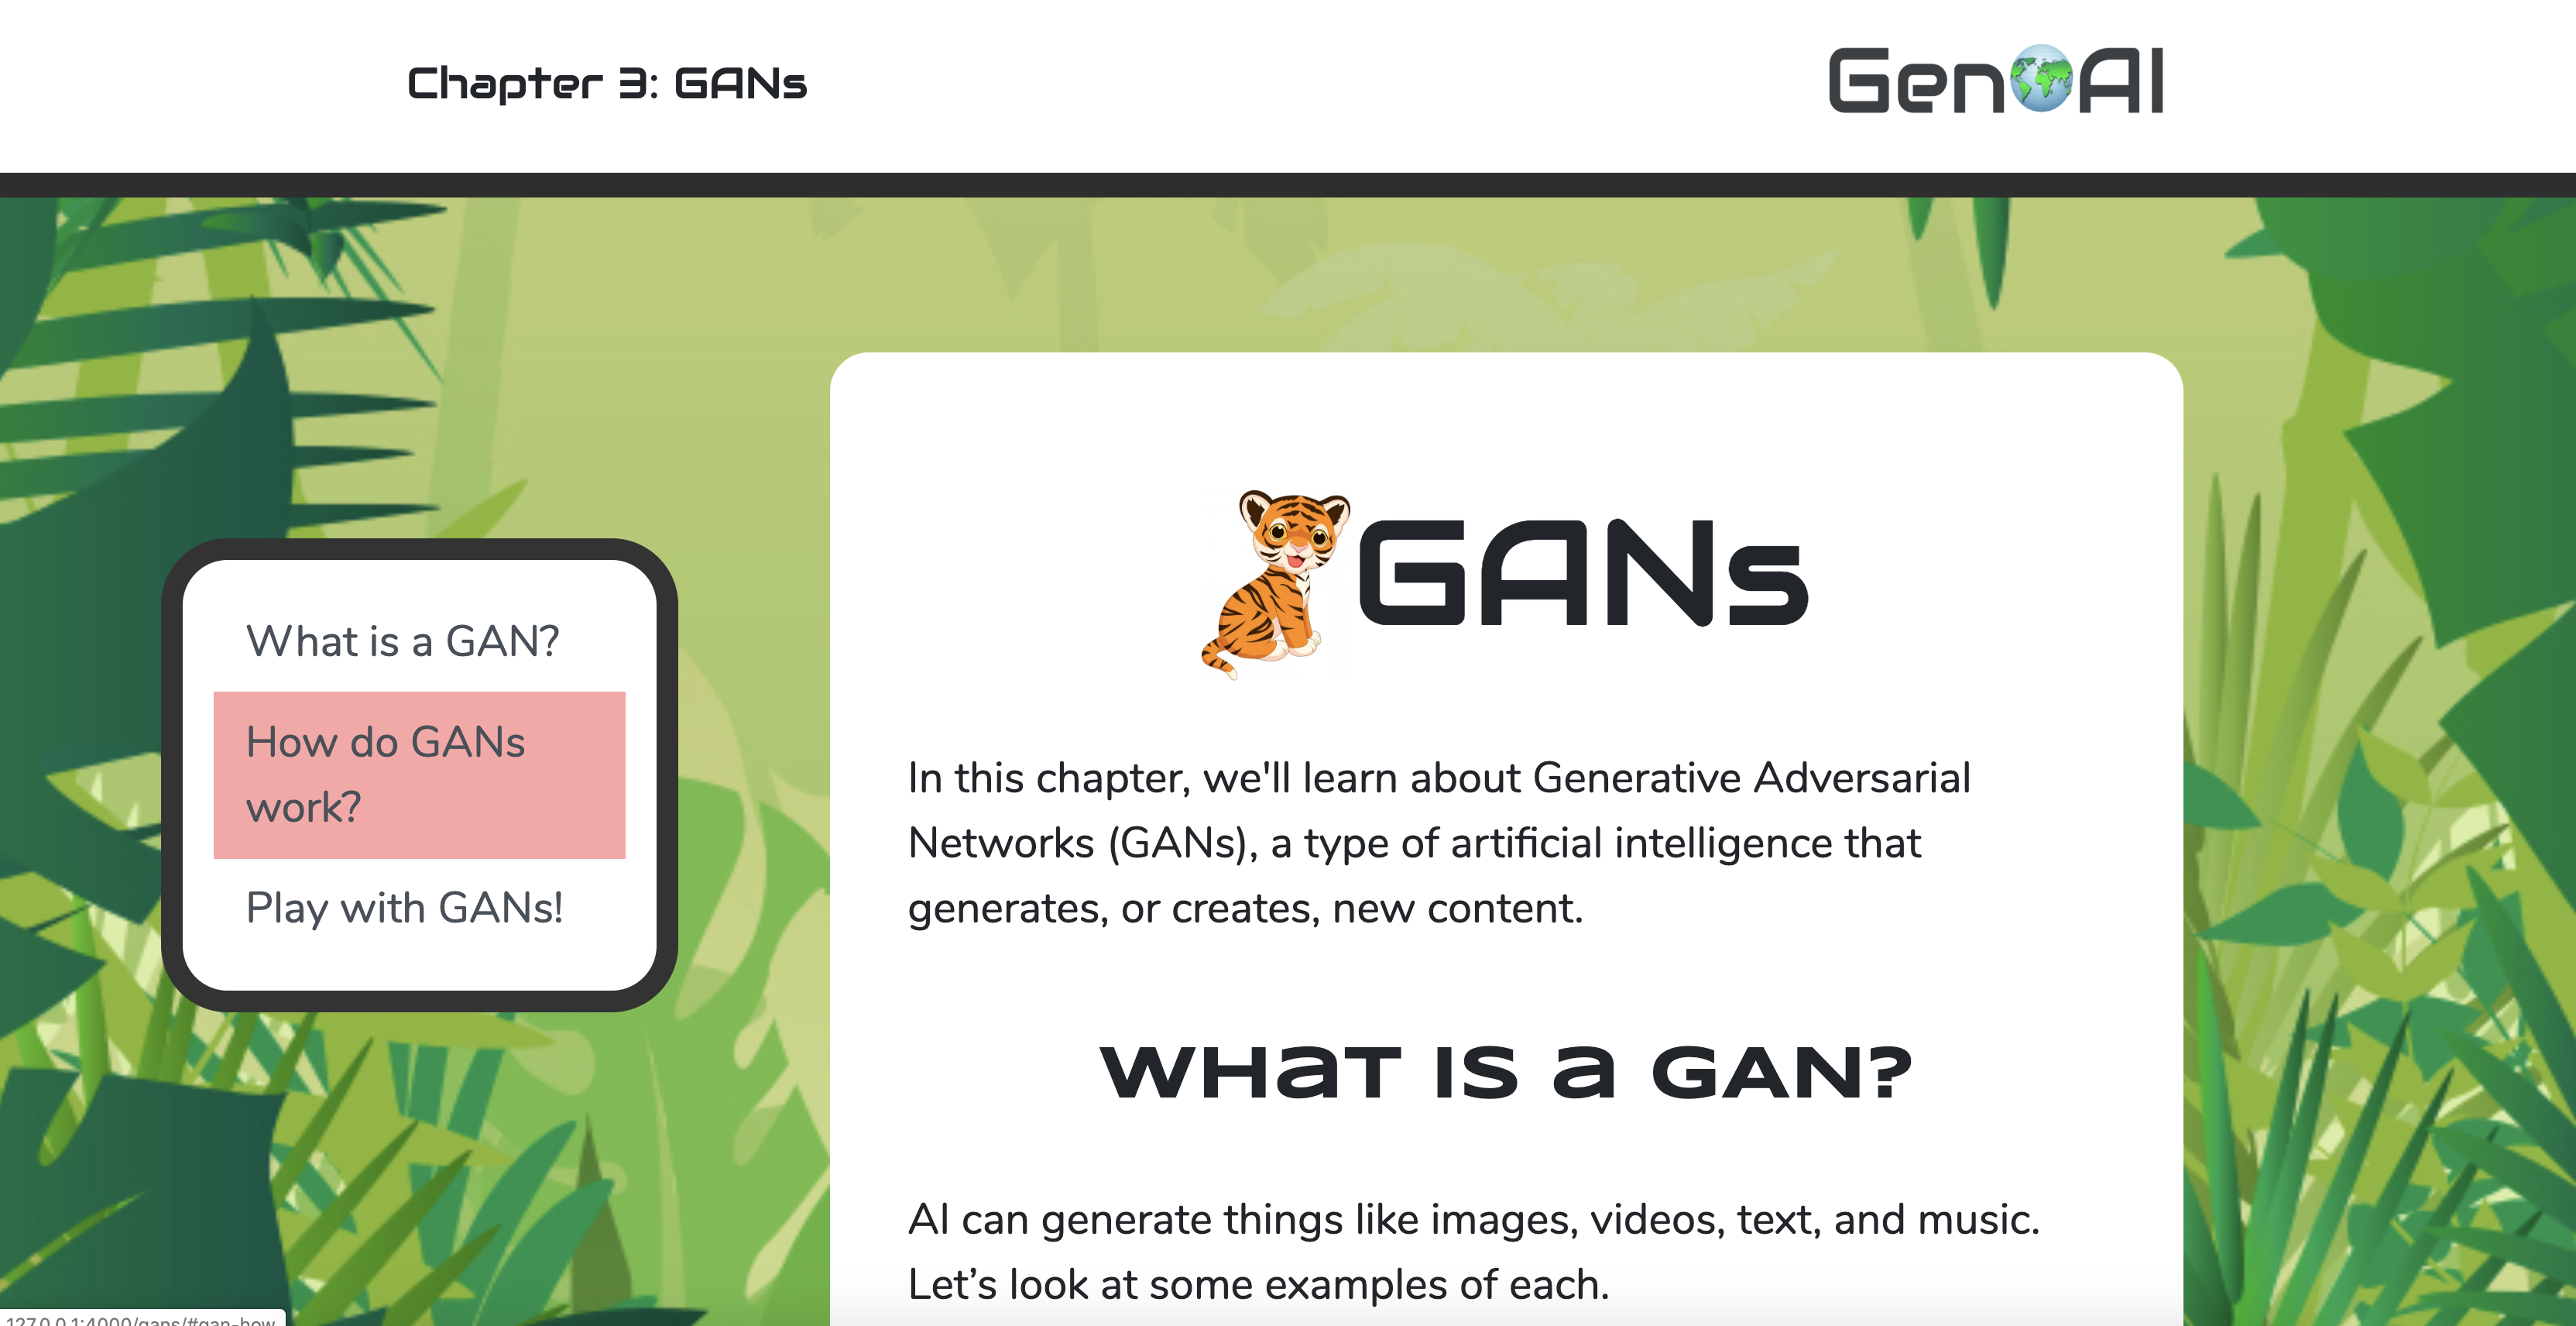 Chapter 3: GANs
GenAI
What is a GAN?
How do GANs
work?
Play with GANs!
GANs
In this chapter, we'll learn about Generative Adversarial
Networks (GANs), a type of artificial intelligence that
generates, or creates, new content.
WHaT IS a GAN?
AI can generate things like images, videos, text, and music.
Let’s look at some examples of each.
127.0.0.1:4000/gans/#gan-how